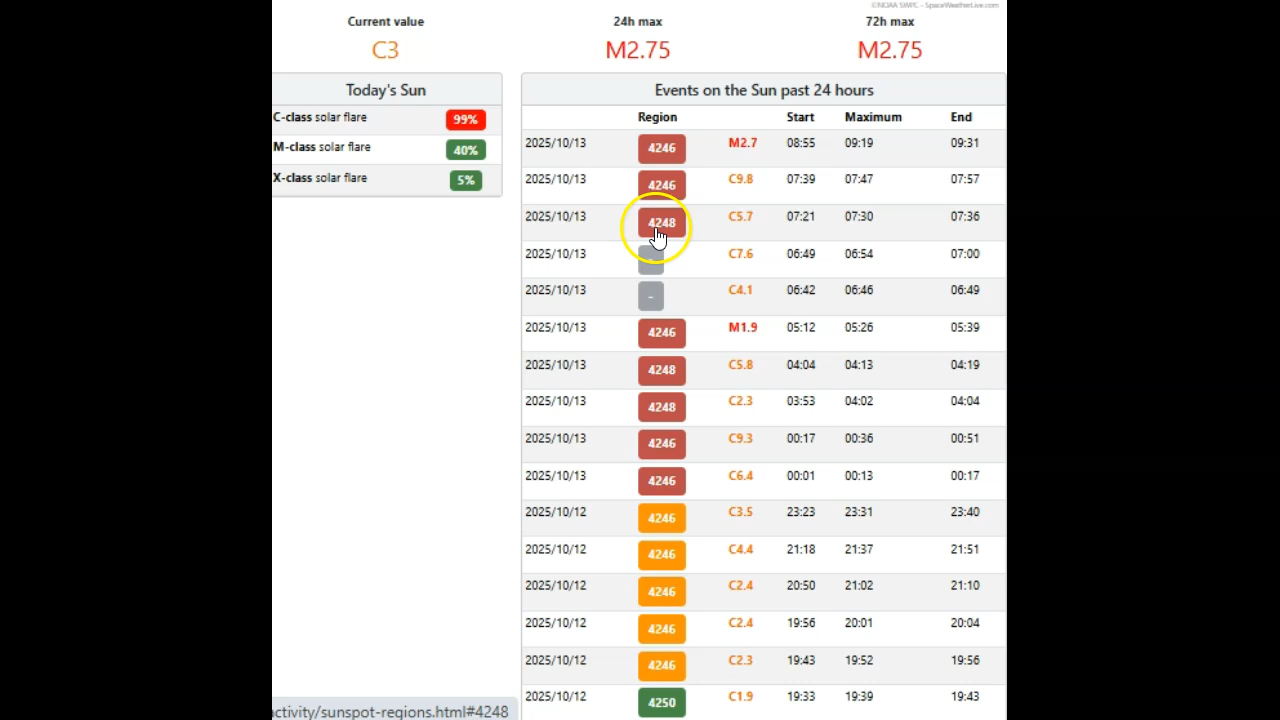 ©NOAA SWPC - SpaceWeatherLive.com
Current value 24h max 72h max
C3 M2.75 M2.75
Today's Sun
C-class solar flare 99%
M-class solar flare 40%
X-class solar flare 5%
Events on the Sun past 24 hours
Region Start Maximum End
2025/10/13 4246 M2.7 08:55 09:19 09:31
2025/10/13 4246 C9.8 07:39 07:47 07:57
2025/10/13 4248 C5.7 07:21 07:30 07:36
2025/10/13 - C7.6 06:49 06:54 07:00
2025/10/13 - C4.1 06:42 06:46 06:49
2025/10/13 4246 M1.9 05:12 05:26 05:39
2025/10/13 4248 C5.8 04:04 04:13 04:19
2025/10/13 4248 C2.3 03:53 04:02 04:04
2025/10/13 4246 C9.3 00:17 00:36 00:51
2025/10/13 4246 C6.4 00:01 00:13 00:17
2025/10/12 4246 C3.5 23:23 23:31 23:40
2025/10/12 4246 C4.4 21:18 21:37 21:51
2025/10/12 4246 C2.4 20:50 21:02 21:10
2025/10/12 4246 C2.4 19:56 20:01 20:04
2025/10/12 4246 C2.3 19:43 19:52 19:56
2025/10/12 4250 C1.9 19:33 19:39 19:43
ctivity/sunspot-regions.html#4248